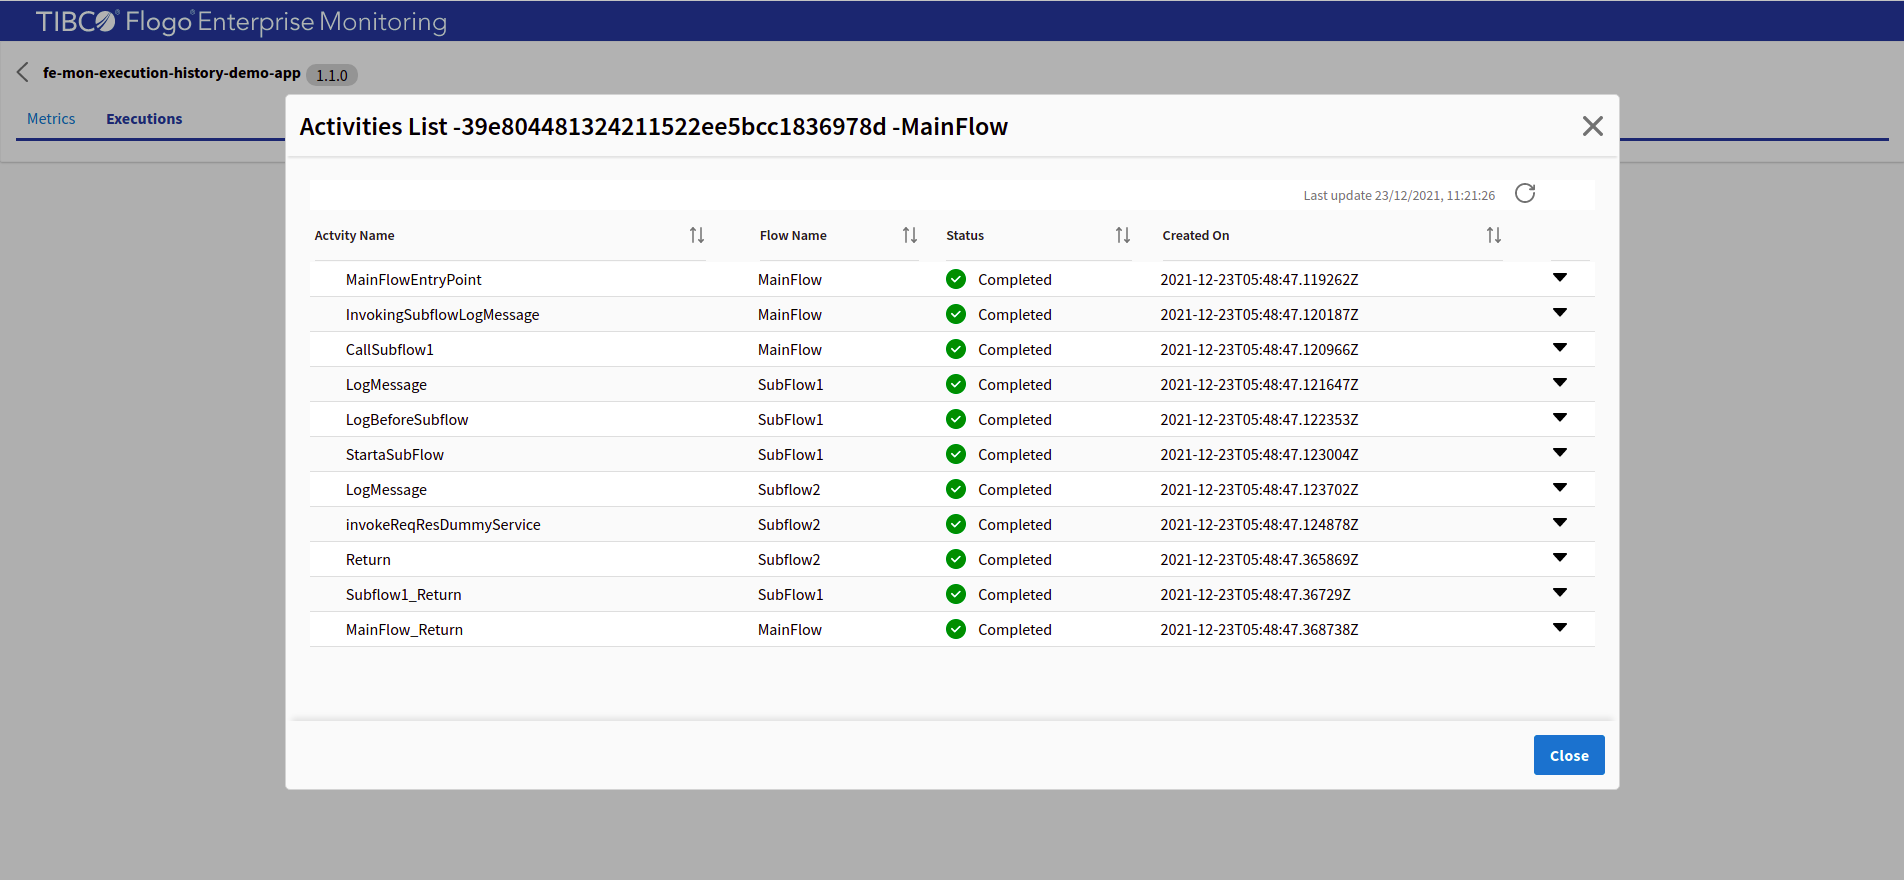 TIBCO® Flogo® Enterprise Monitoring
fe-mon-execution-history-demo-app 1.1.0
Metrics Executions
Activities List -39e804481324211522ee5bcc1836978d -MainFlow
Last update 23/12/2021, 11:21:26
Actvity Name Flow Name Status Created On
MainFlowEntryPoint MainFlow Completed 2021-12-23T05:48:47.119262Z
InvokingSubflowLogMessage MainFlow Completed 2021-12-23T05:48:47.120187Z
CallSubflow1 MainFlow Completed 2021-12-23T05:48:47.120966Z
LogMessage SubFlow1 Completed 2021-12-23T05:48:47.121647Z
LogBeforeSubflow SubFlow1 Completed 2021-12-23T05:48:47.122353Z
StartaSubFlow SubFlow1 Completed 2021-12-23T05:48:47.123004Z
LogMessage Subflow2 Completed 2021-12-23T05:48:47.123702Z
invokeReqResDummyService Subflow2 Completed 2021-12-23T05:48:47.124878Z
Return Subflow2 Completed 2021-12-23T05:48:47.365869Z
Subflow1_Return SubFlow1 Completed 2021-12-23T05:48:47.36729Z
MainFlow_Return MainFlow Completed 2021-12-23T05:48:47.368738Z
Close